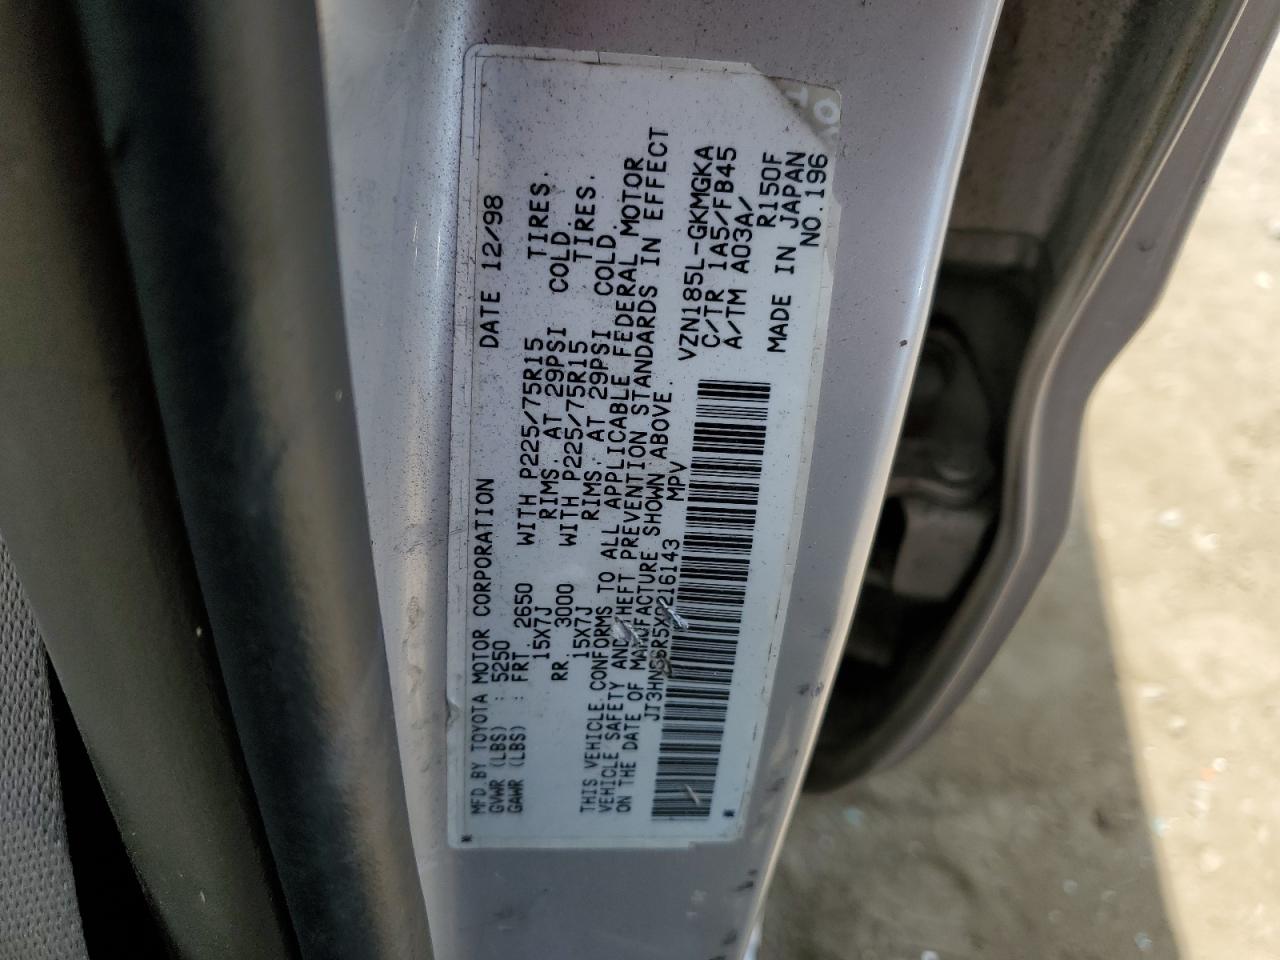 MFD. BY TOYOTA MOTOR CORPORATION DATE 12/98
GVWR (LBS) : 5250
GAWR (LBS) : FRT. 2650 WITH P225/75R15 TIRES.
15X7J RIMS, AT 29PSI COLD.
RR. 3000 WITH P225/75R15 TIRES.
15X7J RIMS, AT 29PSI COLD.
THIS VEHICLE CONFORMS TO ALL APPLICABLE FEDERAL MOTOR
VEHICLE SAFETY AND THEFT PREVENTION STANDARDS IN EFFECT
ON THE DATE OF MANUFACTURE SHOWN ABOVE.
MPV
VZN185L-GKMGKA
C/TR 1A5/FB45
A/TM A03A/ R150F
MADE IN JAPAN
NO.196